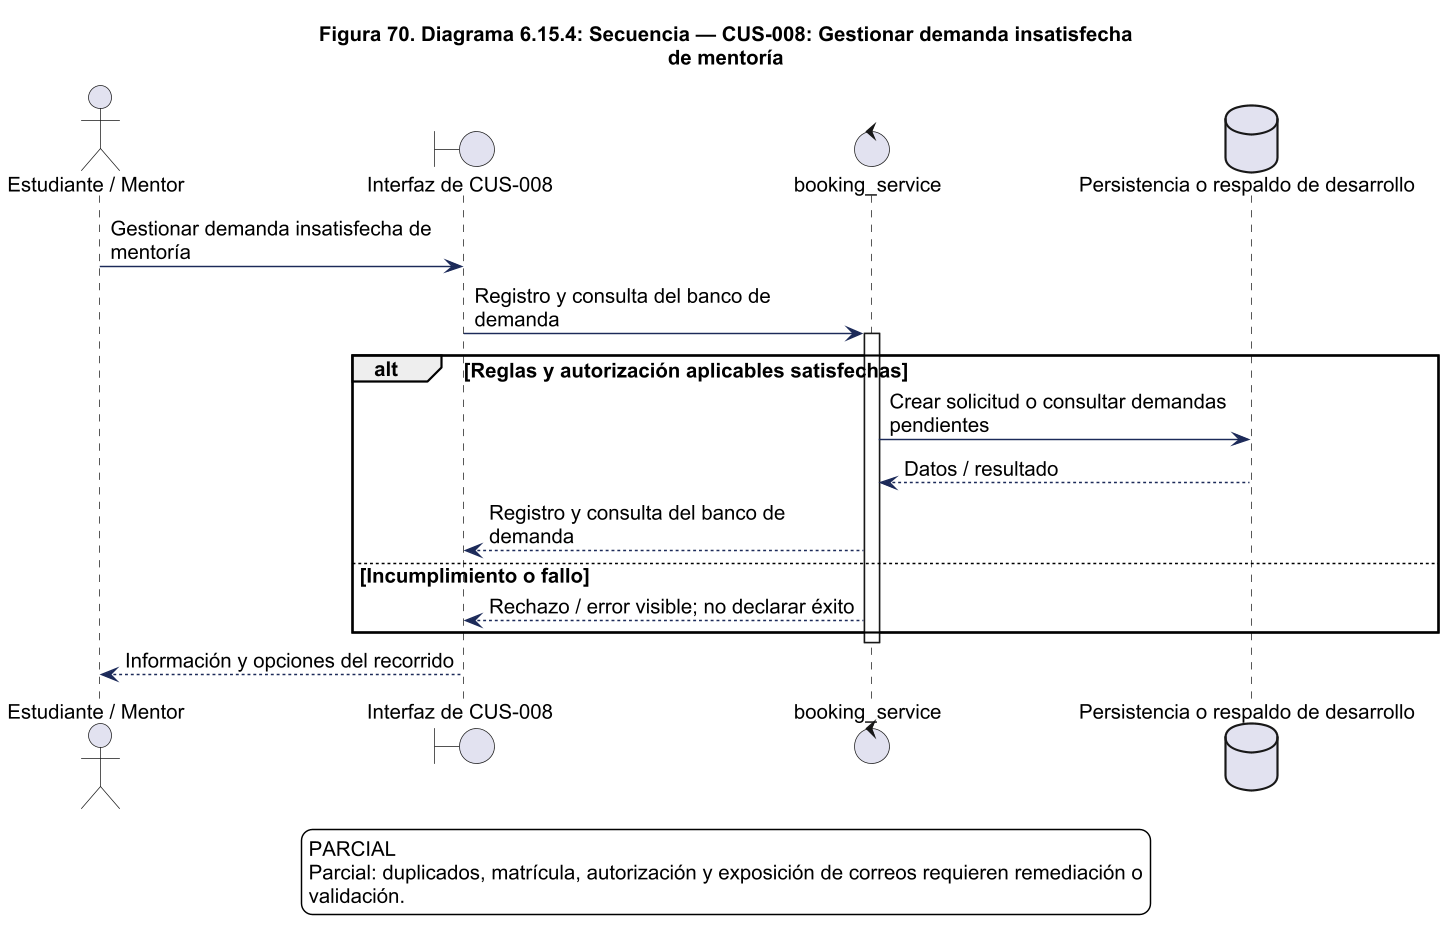 Figura 70. Diagrama 6.15.4: Secuencia — CUS-008: Gestionar demanda insatisfecha
de mentoría
Estudiante / Mentor
Interfaz de CUS-008
booking_service
Persistencia o respaldo de desarrollo
Gestionar demanda insatisfecha de
mentoría
Registro y consulta del banco de
demanda
alt
[Reglas y autorización aplicables satisfechas]
Crear solicitud o consultar demandas
pendientes
Datos / resultado
Registro y consulta del banco de
demanda
[Incumplimiento o fallo]
Rechazo / error visible; no declarar éxito
Información y opciones del recorrido
Estudiante / Mentor
Interfaz de CUS-008
booking_service
Persistencia o respaldo de desarrollo
PARCIAL
Parcial: duplicados, matrícula, autorización y exposición de correos requieren remediación o
validación.